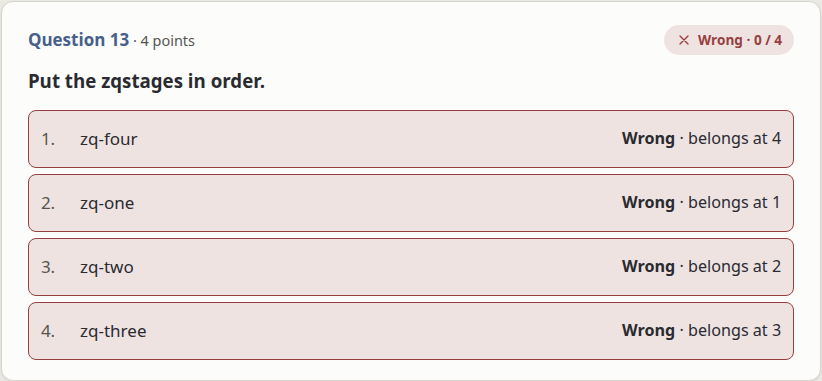 Question 13 · 4 points
Wrong · 0 / 4
Put the zqstages in order.
1. zq-four Wrong · belongs at 4
2. zq-one Wrong · belongs at 1
3. zq-two Wrong · belongs at 2
4. zq-three Wrong · belongs at 3